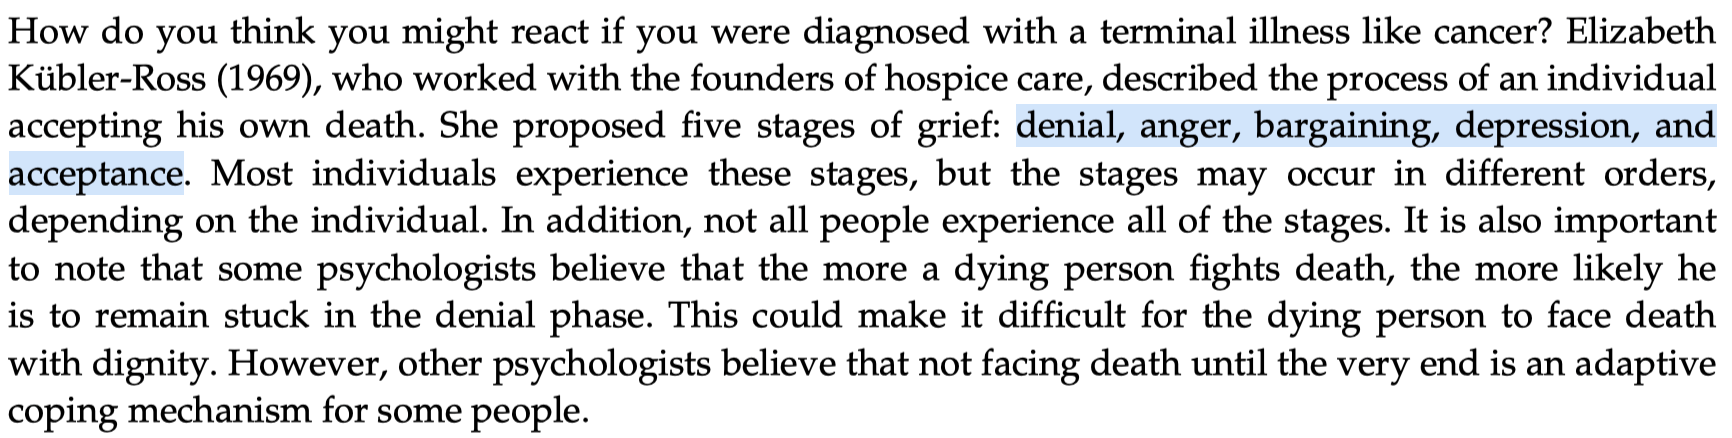 How do you think you might react if you were diagnosed with a terminal illness like cancer? Elizabeth
Kübler-Ross (1969), who worked with the founders of hospice care, described the process of an individual
accepting his own death. She proposed five stages of grief: denial, anger, bargaining, depression, and
acceptance. Most individuals experience these stages, but the stages may occur in different orders,
depending on the individual. In addition, not all people experience all of the stages. It is also important
to note that some psychologists believe that the more a dying person fights death, the more likely he
is to remain stuck in the denial phase. This could make it difficult for the dying person to face death
with dignity. However, other psychologists believe that not facing death until the very end is an adaptive
coping mechanism for some people.